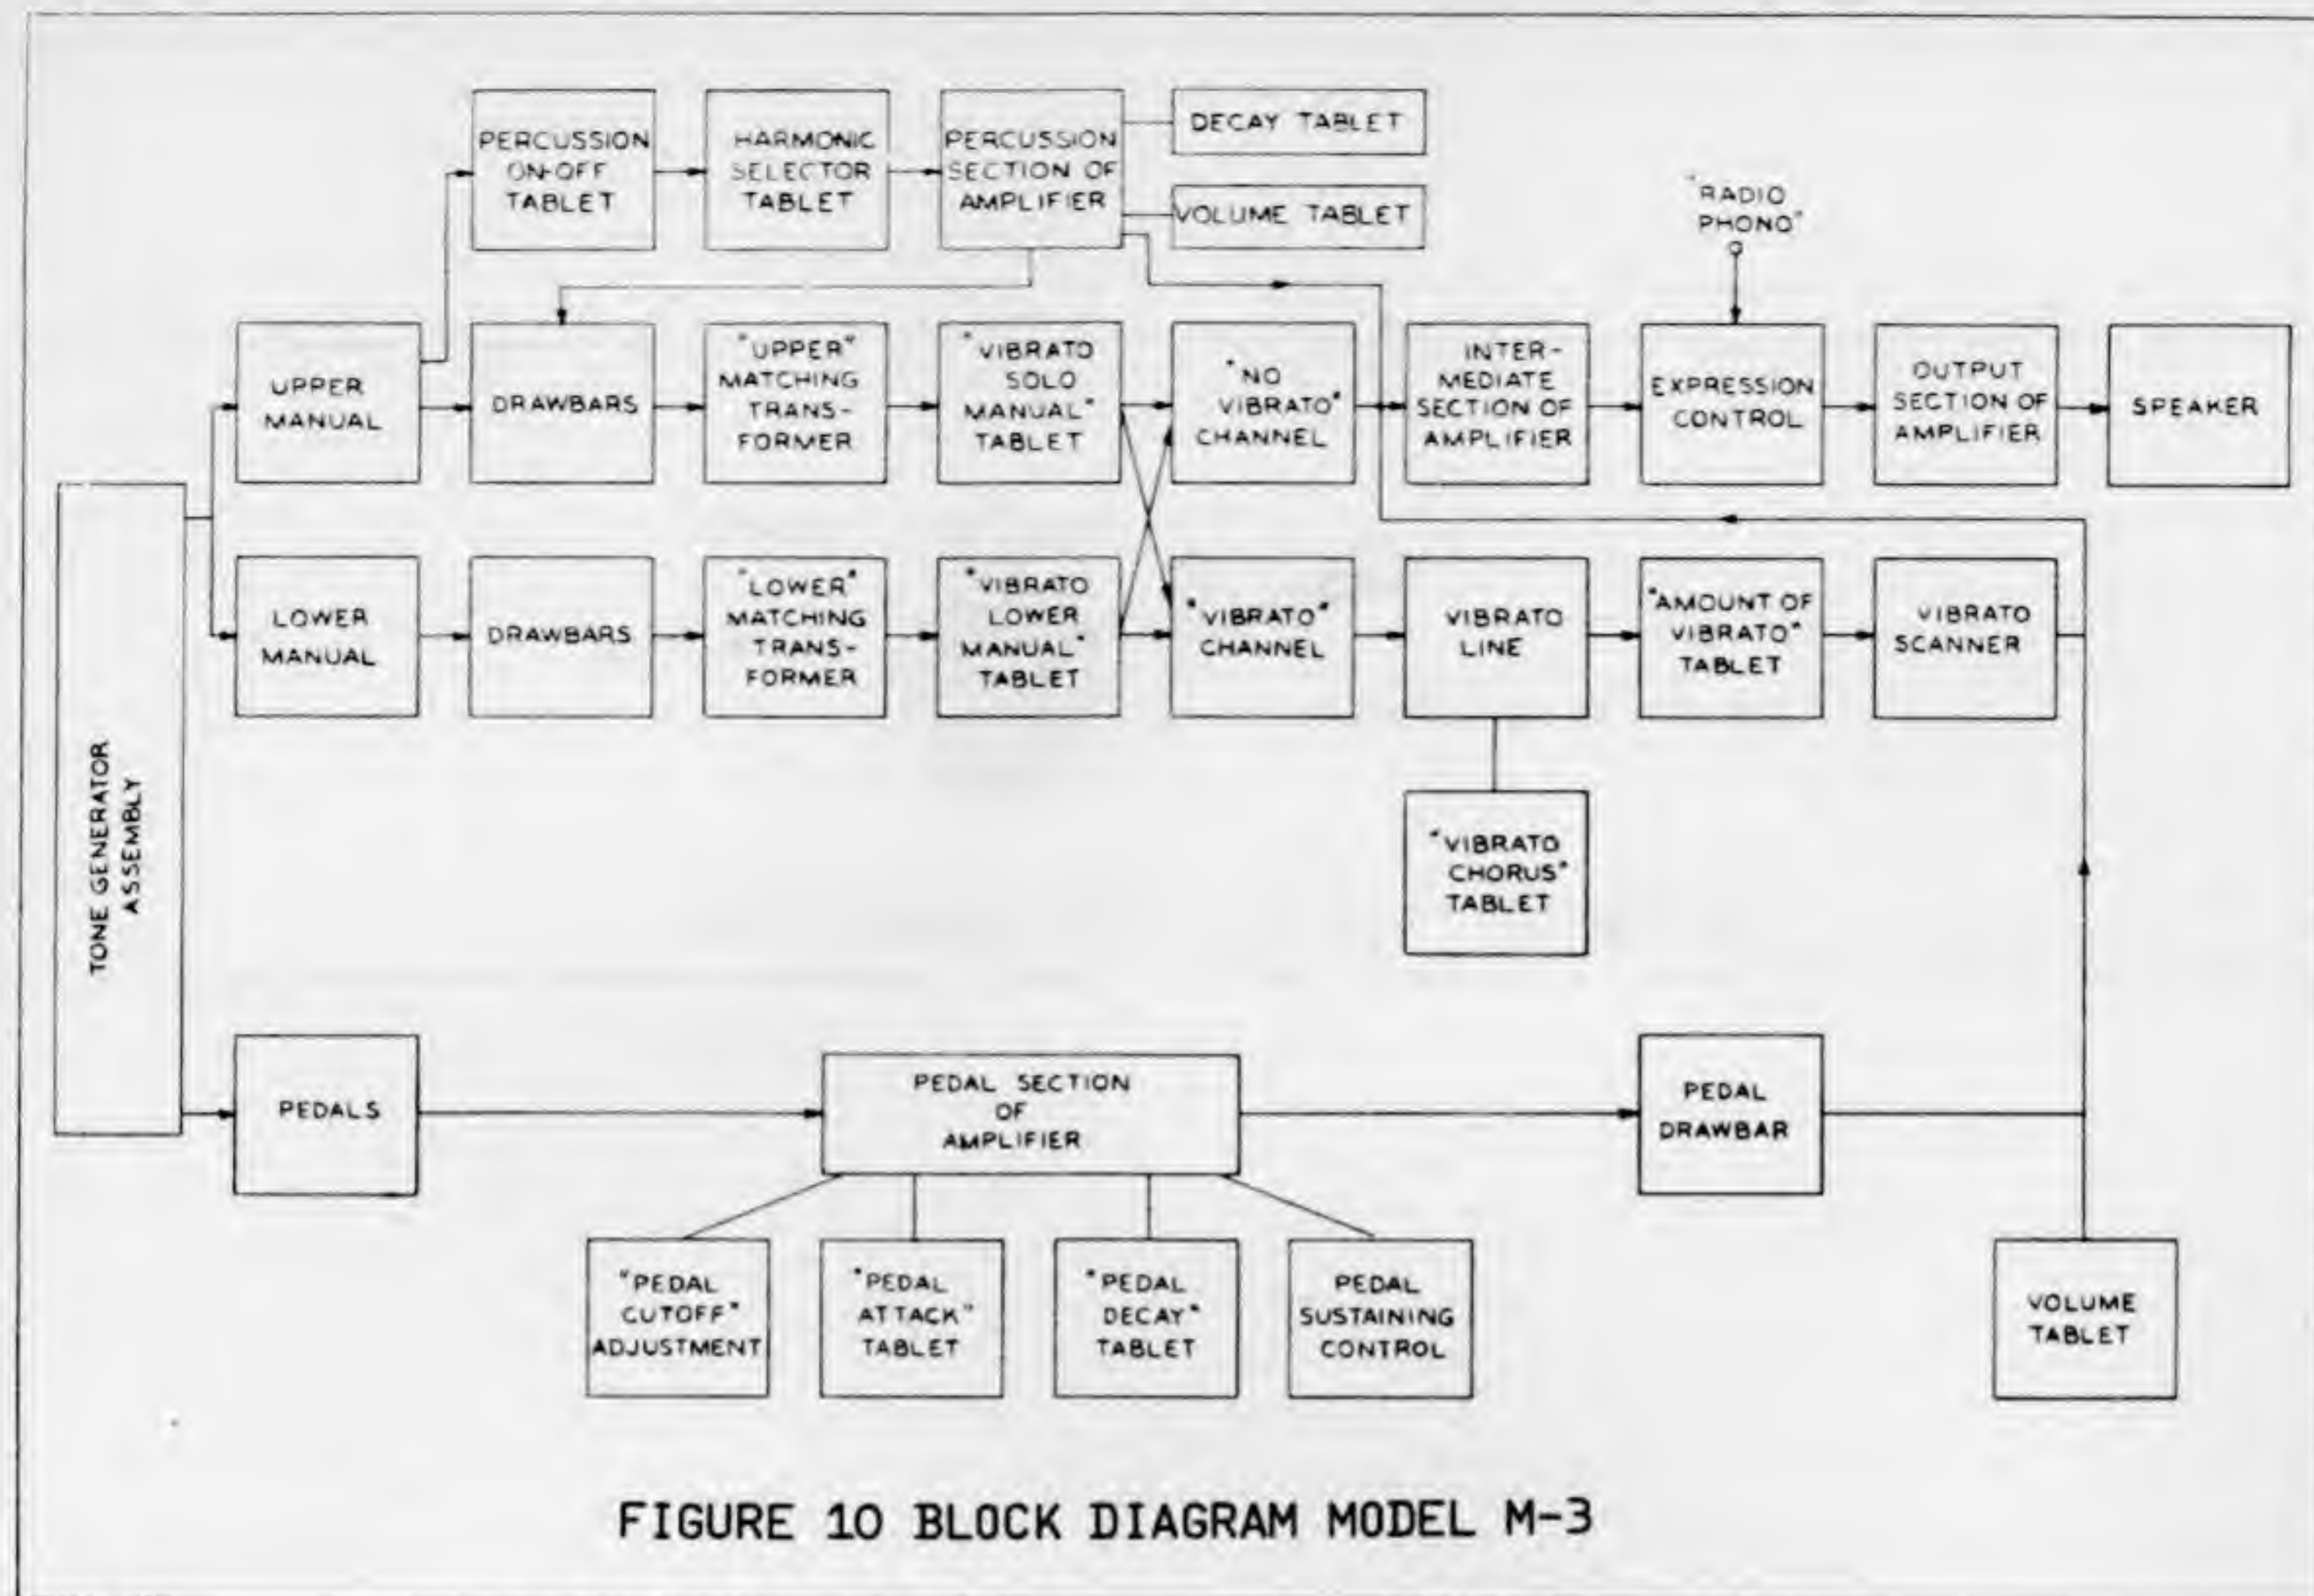 PERCUSSION
ON-OFF
TABLET
HARMONIC
SELECTOR
TABLET
PERCUSSION
SECTION OF
AMPLIFIER
DECAY TABLET
VOLUME TABLET
"RADIO
PHONO"
UPPER
MANUAL
DRAWBARS
"UPPER"
MATCHING
TRANS-
FORMER
"VIBRATO
SOLO
MANUAL"
TABLET
"NO
VIBRATO"
CHANNEL
INTER-
MEDIATE
SECTION OF
AMPLIFIER
EXPRESSION
CONTROL
OUTPUT
SECTION OF
AMPLIFIER
SPEAKER
TONE GENERATOR
ASSEMBLY
LOWER
MANUAL
DRAWBARS
"LOWER"
MATCHING
TRANS-
FORMER
"VIBRATO
LOWER
MANUAL"
TABLET
"VIBRATO"
CHANNEL
VIBRATO
LINE
"AMOUNT OF
VIBRATO"
TABLET
VIBRATO
SCANNER
"VIBRATO
CHORUS"
TABLET
PEDALS
PEDAL SECTION
OF
AMPLIFIER
PEDAL
DRAWBAR
"PEDAL
CUTOFF"
ADJUSTMENT
"PEDAL
ATTACK"
TABLET
"PEDAL
DECAY"
TABLET
PEDAL
SUSTAINING
CONTROL
VOLUME
TABLET
FIGURE 10 BLOCK DIAGRAM MODEL M-3